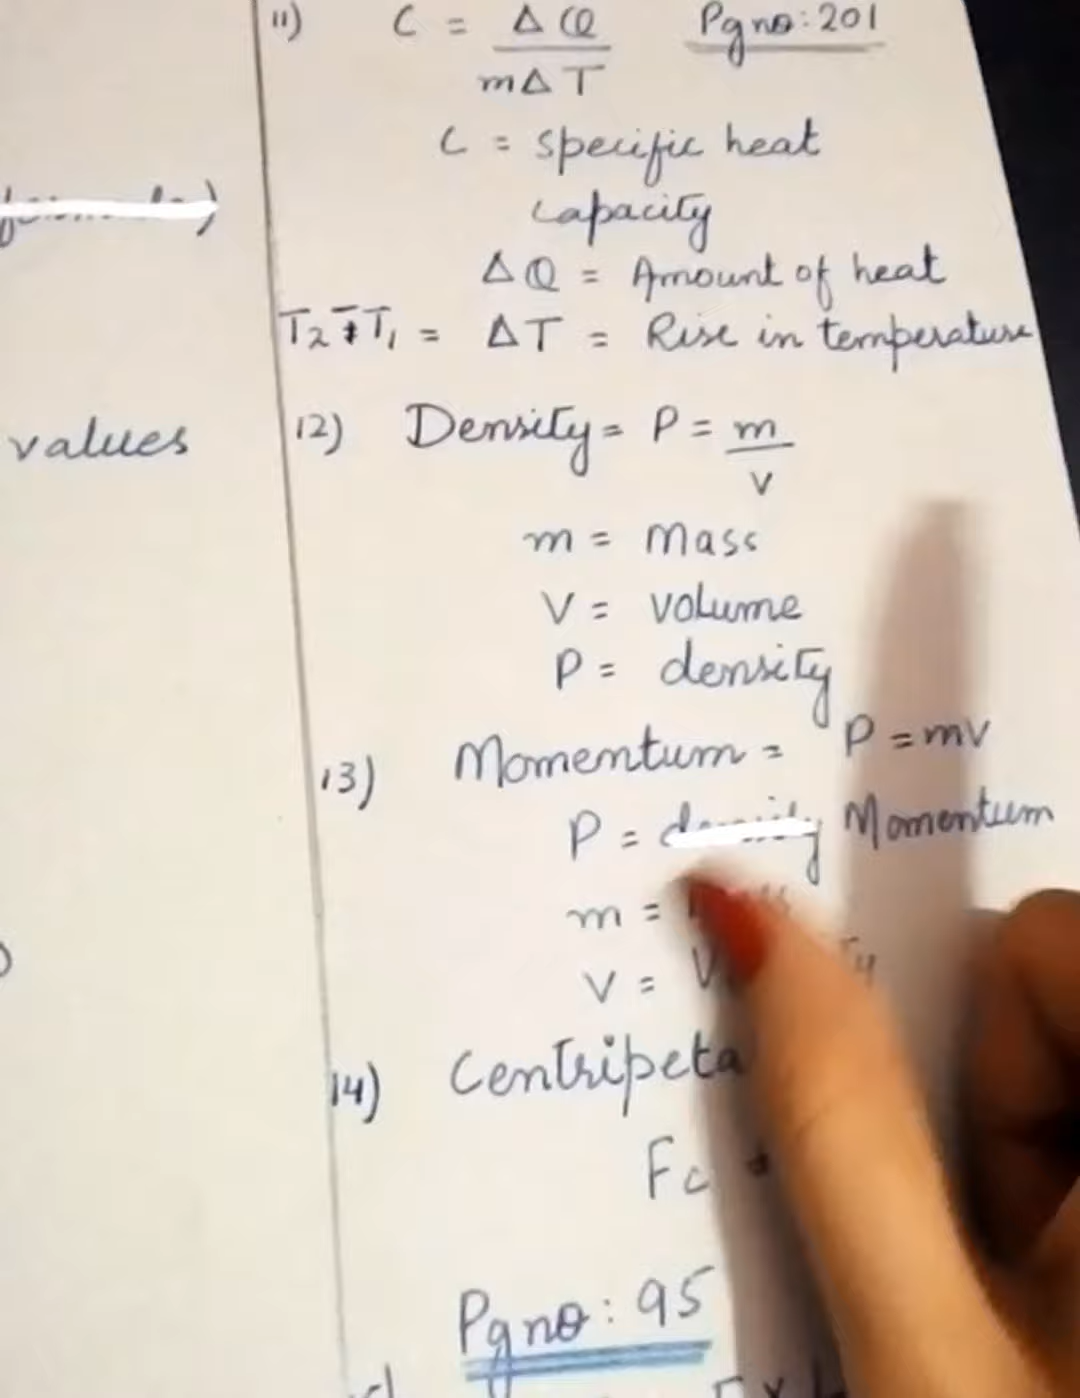 values
11) C = ΔQ / mΔT Pg no: 201
C = specific heat
capacity
ΔQ = Amount of heat
T₂ - T₁ = ΔT = Rise in temperature
12) Density = P = m / v
m = Mass
V = volume
P = density
13) Momentum = P = mv
P = Momentum
m =
V =
14) Centripeta
Fc
Pg no: 95